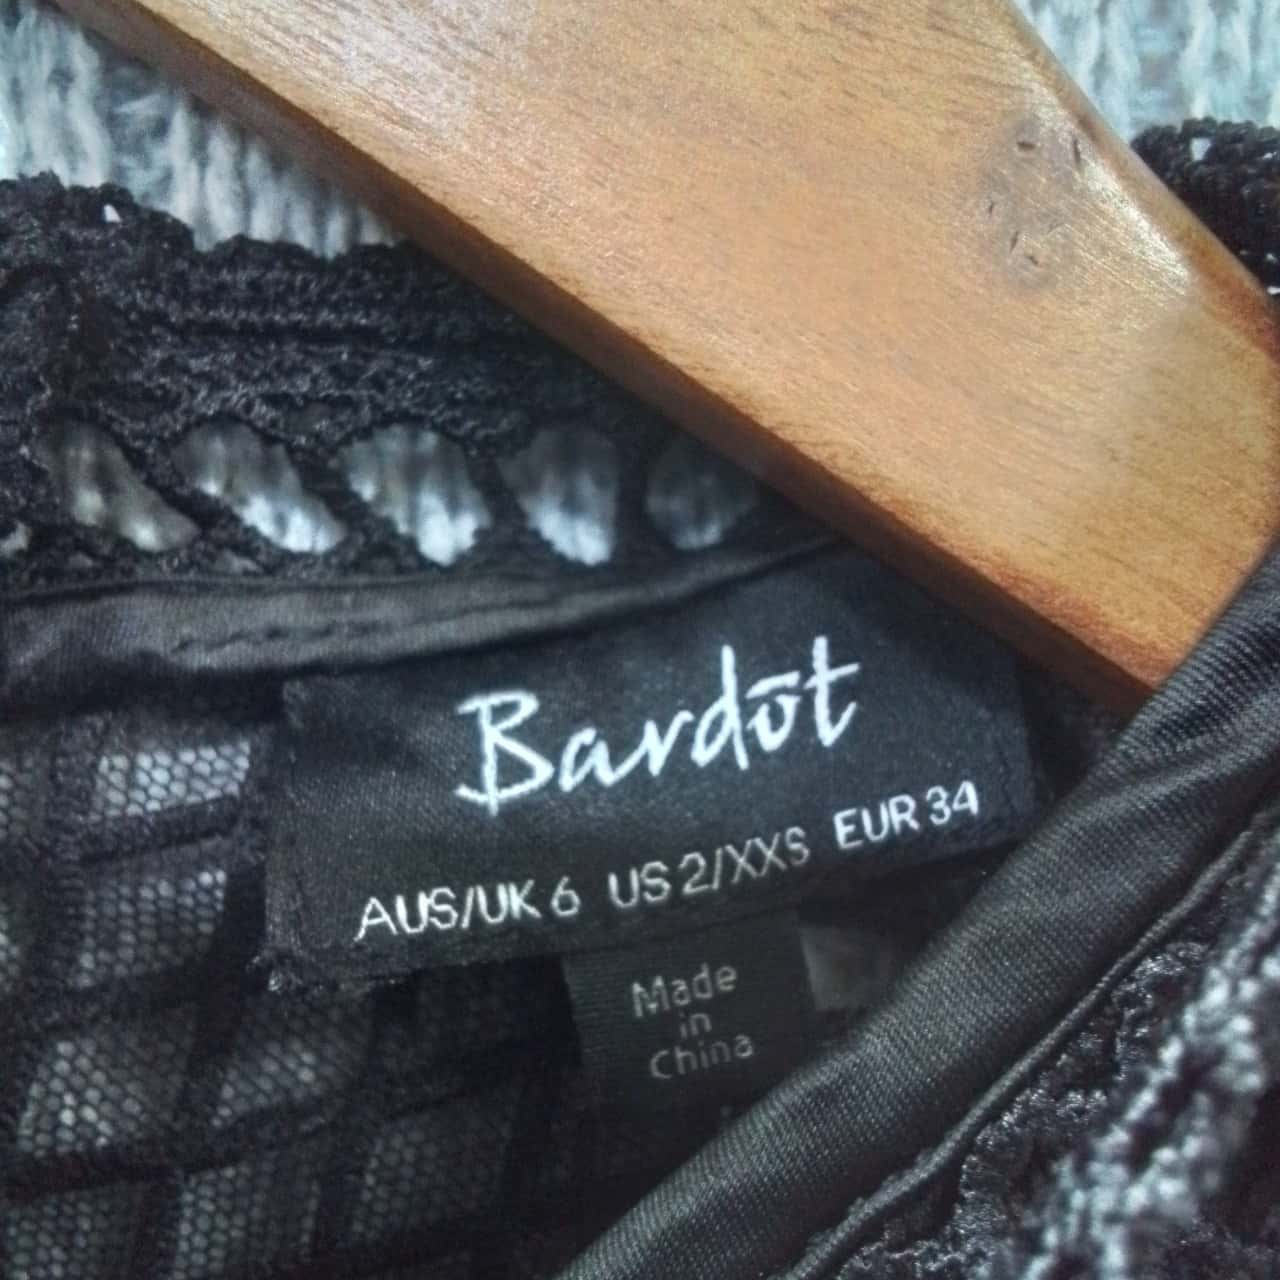 Bardōt
AUS/UK 6 US 2/XXS EUR 34
Made
in
China